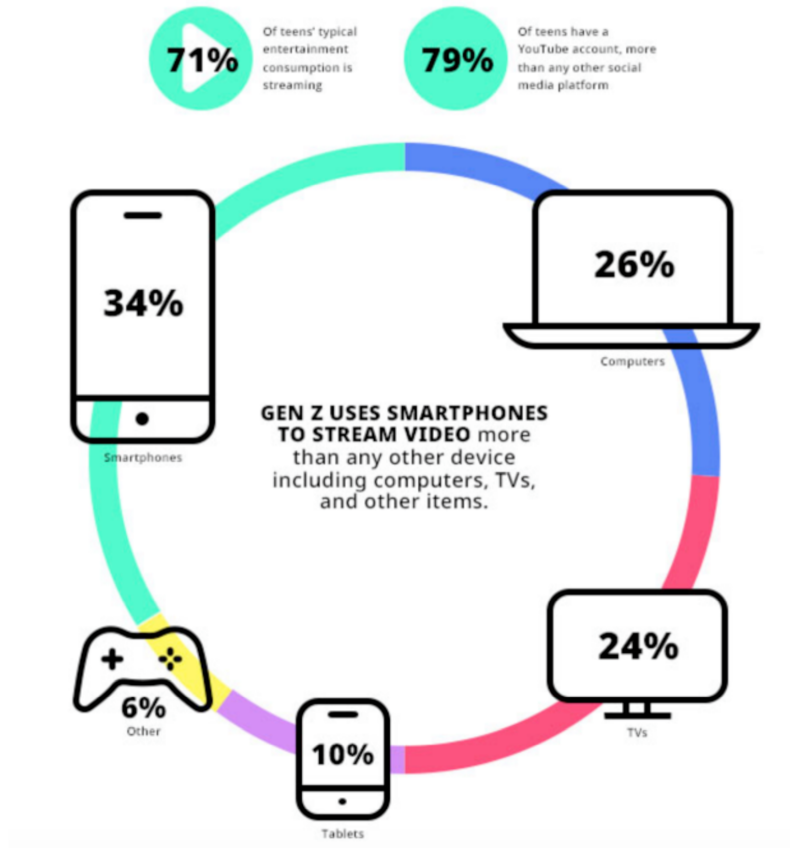 71%
Of teens' typical
entertainment
consumption is
streaming
79%
Of teens have a
YouTube account, more
than any other social
media platform
34%
Smartphones
26%
Computers
GEN Z USES SMARTPHONES
TO STREAM VIDEO more
than any other device
including computers, TVs,
and other items.
24%
TVs
6%
Other
10%
Tablets